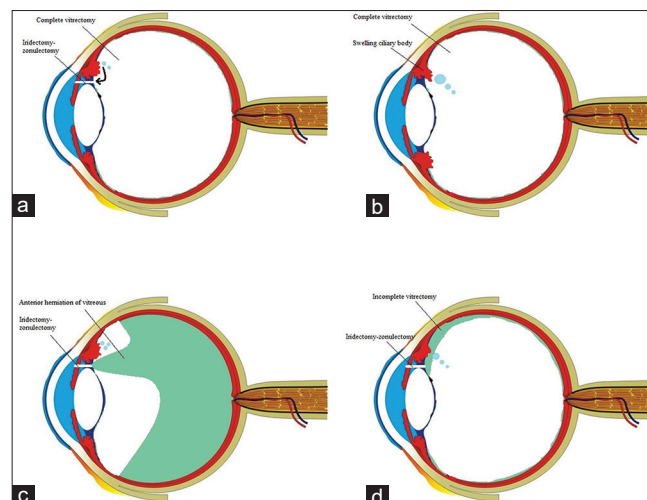 Complete vitrectomy
Iridectomy-
zonulectomy
a
Complete vitrectomy
Swelling ciliary body
b
Anterior herniation of vitreous
Iridectomy-
zonulectomy
c
Incomplete vitrectomy
Iridectomy-zonulectomy
d